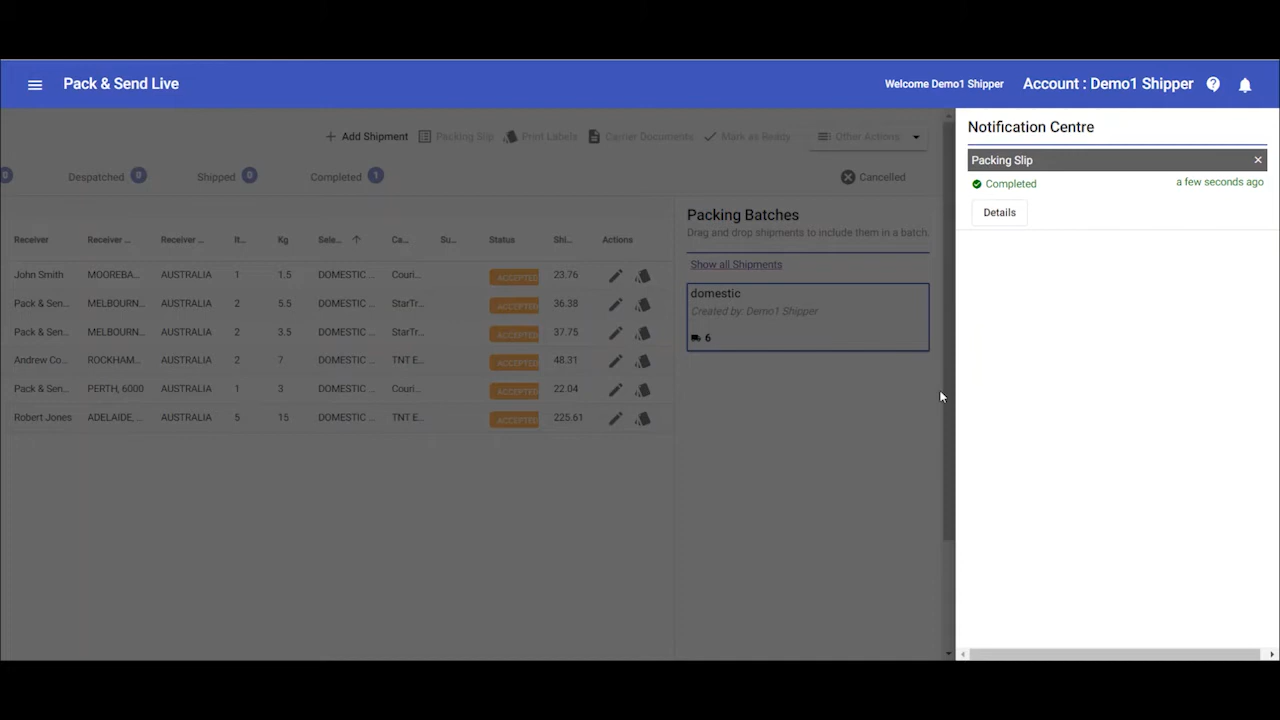 Pack & Send Live
Welcome Demo1 Shipper
Account : Demo1 Shipper
Add Shipment
Packing Slip
Print Labels
Carrier Documents
Mark as Ready
Other Actions
0
Despatched 0
Shipped 0
Completed 1
Cancelled
Receiver Receiver ... Receiver ... It... Kg Sele... Ca... Su... Status Shi... Actions
John Smith MOOREBA... AUSTRALIA 1 1.5 DOMESTIC ... Couri... ACCEPTED 23.76
Pack & Sen... MELBOURN... AUSTRALIA 2 5.5 DOMESTIC ... StarTr... ACCEPTED 36.38
Pack & Sen... MELBOURN... AUSTRALIA 2 3.5 DOMESTIC ... StarTr... ACCEPTED 37.75
Andrew Co... ROCKHAM... AUSTRALIA 2 7 DOMESTIC ... TNT E... ACCEPTED 48.31
Pack & Sen... PERTH, 6000 AUSTRALIA 1 3 DOMESTIC ... Couri... ACCEPTED 22.04
Robert Jones ADELAIDE, ... AUSTRALIA 5 15 DOMESTIC ... TNT E... ACCEPTED 225.61
Packing Batches
Drag and drop shipments to include them in a batch.
Show all Shipments
domestic
Created by: Demo1 Shipper
6
Notification Centre
Packing Slip
Completed
a few seconds ago
Details